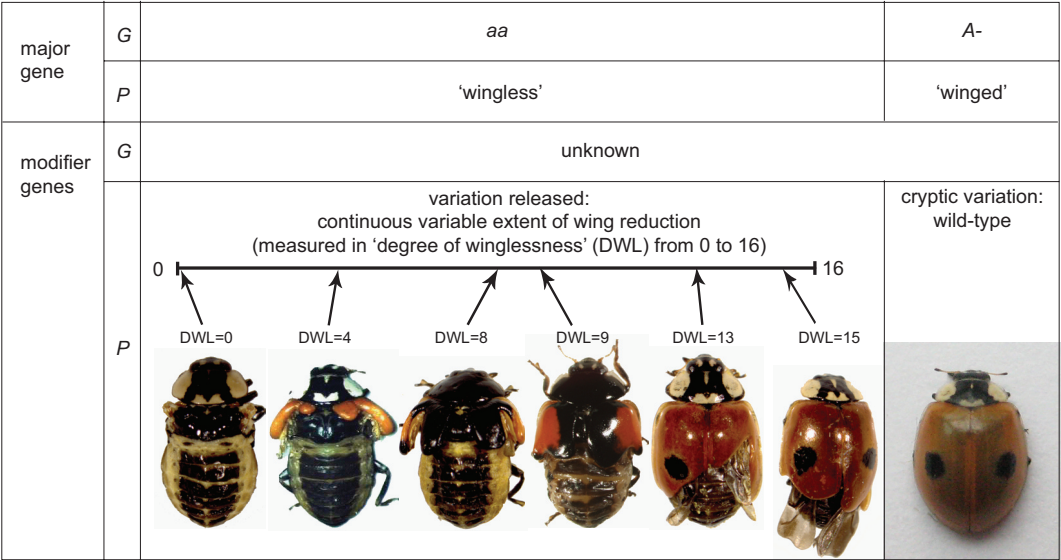 major
gene
G
aa
A-
P
‘wingless’
‘winged’
modifier
genes
G
unknown
P
variation released:
continuous variable extent of wing reduction
(measured in ‘degree of winglessness’ (DWL) from 0 to 16)
cryptic variation:
wild-type
0
16
DWL=0
DWL=4
DWL=8
DWL=9
DWL=13
DWL=15